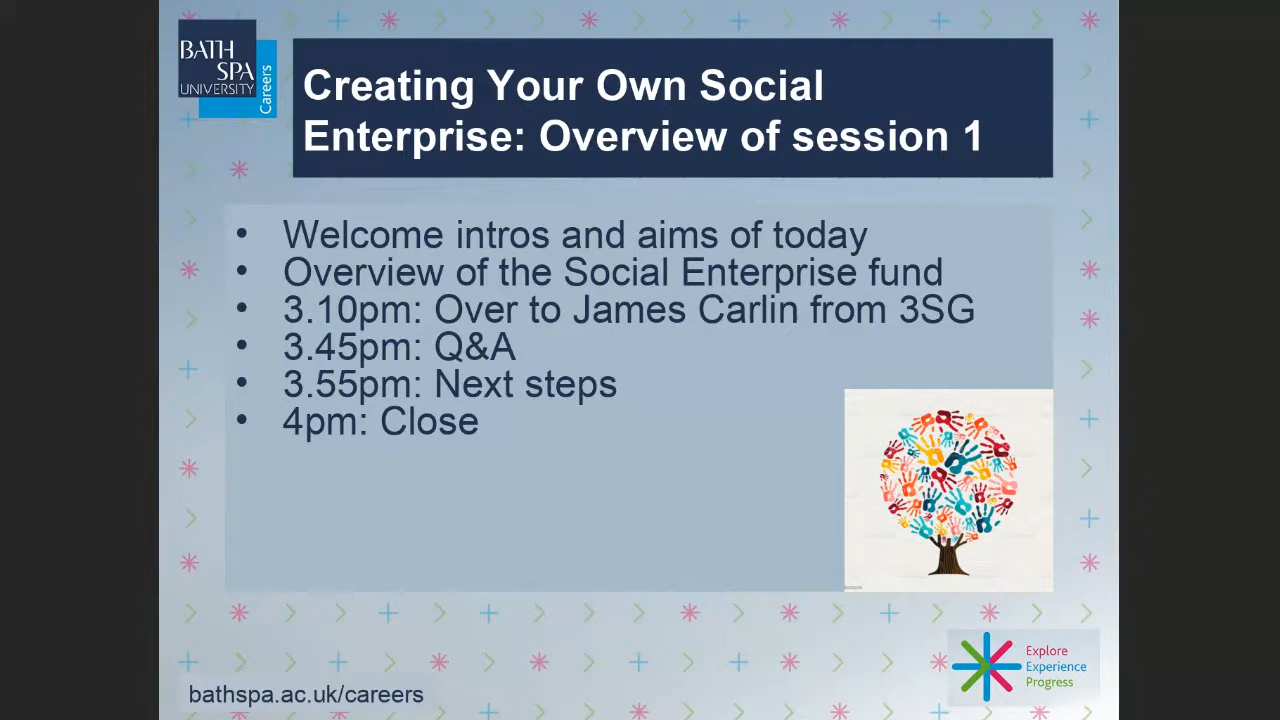 BATH
SPA
UNIVERSITY
Careers
Creating Your Own Social
Enterprise: Overview of session 1
• Welcome intros and aims of today
• Overview of the Social Enterprise fund
• 3.10pm: Over to James Carlin from 3SG
• 3.45pm: Q&A
• 3.55pm: Next steps
• 4pm: Close
Explore
Experience
Progress
bathspa.ac.uk/careers